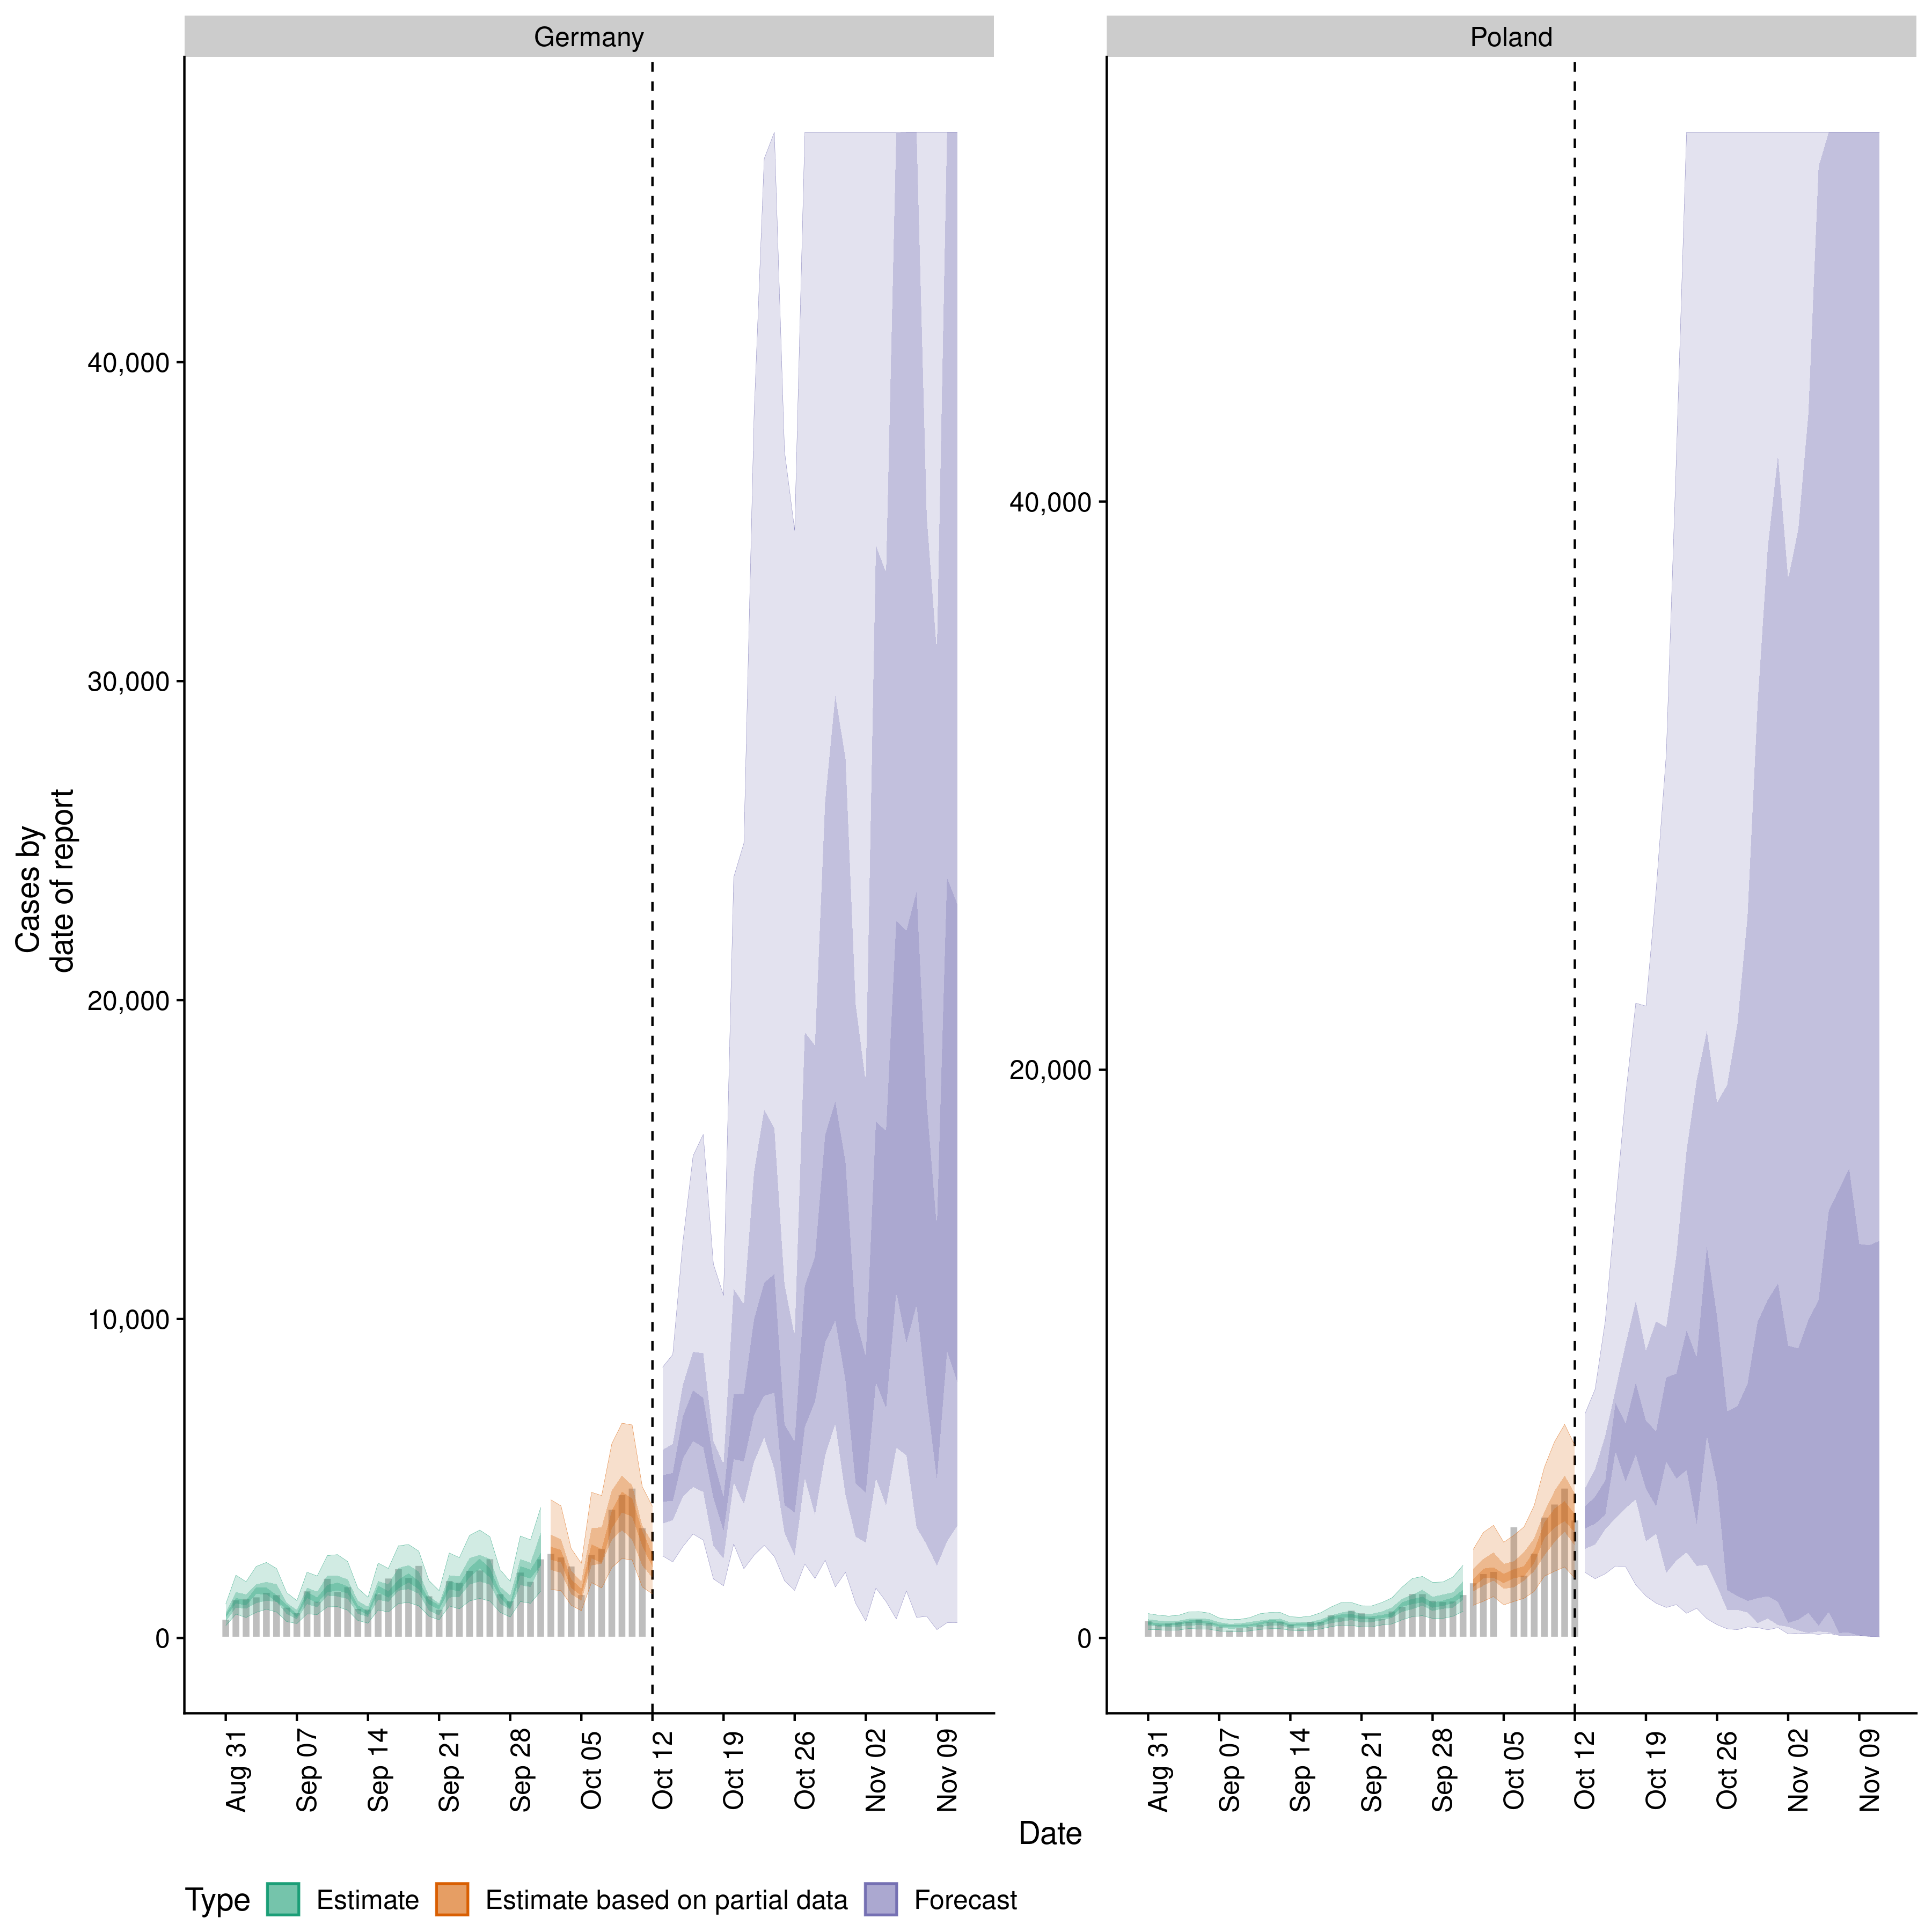 Germany
Poland
Cases by
date of report
40,000
30,000
20,000
10,000
0
40,000
20,000
0
Aug 31
Sep 07
Sep 14
Sep 21
Sep 28
Oct 05
Oct 12
Oct 19
Oct 26
Nov 02
Nov 09
Aug 31
Sep 07
Sep 14
Sep 21
Sep 28
Oct 05
Oct 12
Oct 19
Oct 26
Nov 02
Nov 09
Date
Type Estimate Estimate based on partial data Forecast